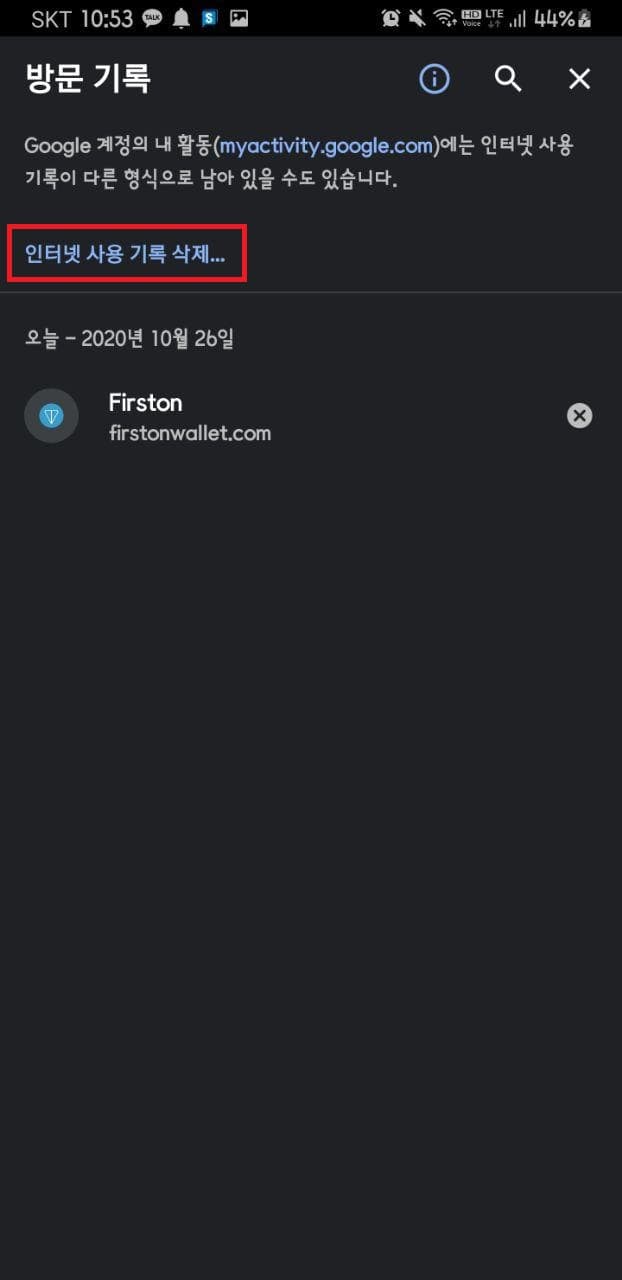 SKT 10:53 TALK S HD Voice LTE 44%
방문 기록
Google 계정의 내 활동(myactivity.google.com)에는 인터넷 사용
기록이 다른 형식으로 남아 있을 수도 있습니다.
인터넷 사용 기록 삭제...
오늘 – 2020년 10월 26일
Firston
firstonwallet.com